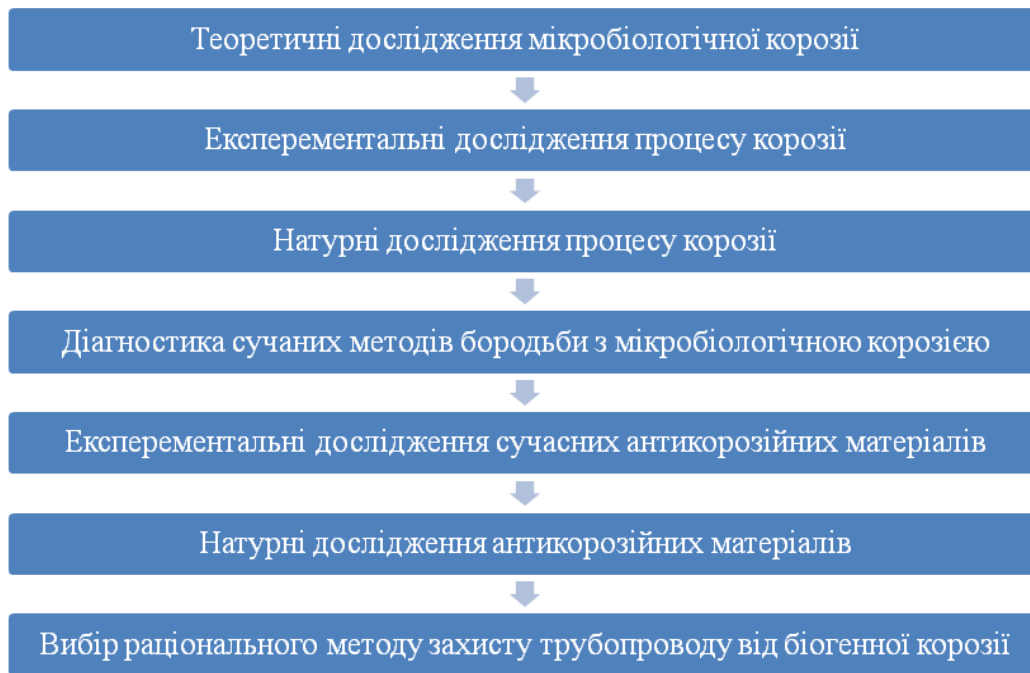 Теоретичні дослідження мікробіологічної корозії
Експерементальні дослідження процесу корозії
Натурні дослідження процесу корозії
Діагностика сучаних методів бородьби з мікробіологічною корозією
Експерементальні дослідження сучасних антикорозійних матеріалів
Натурні дослідження антикорозійних матеріалів
Вибір раціонального методу захисту трубопроводу від біогенної корозії